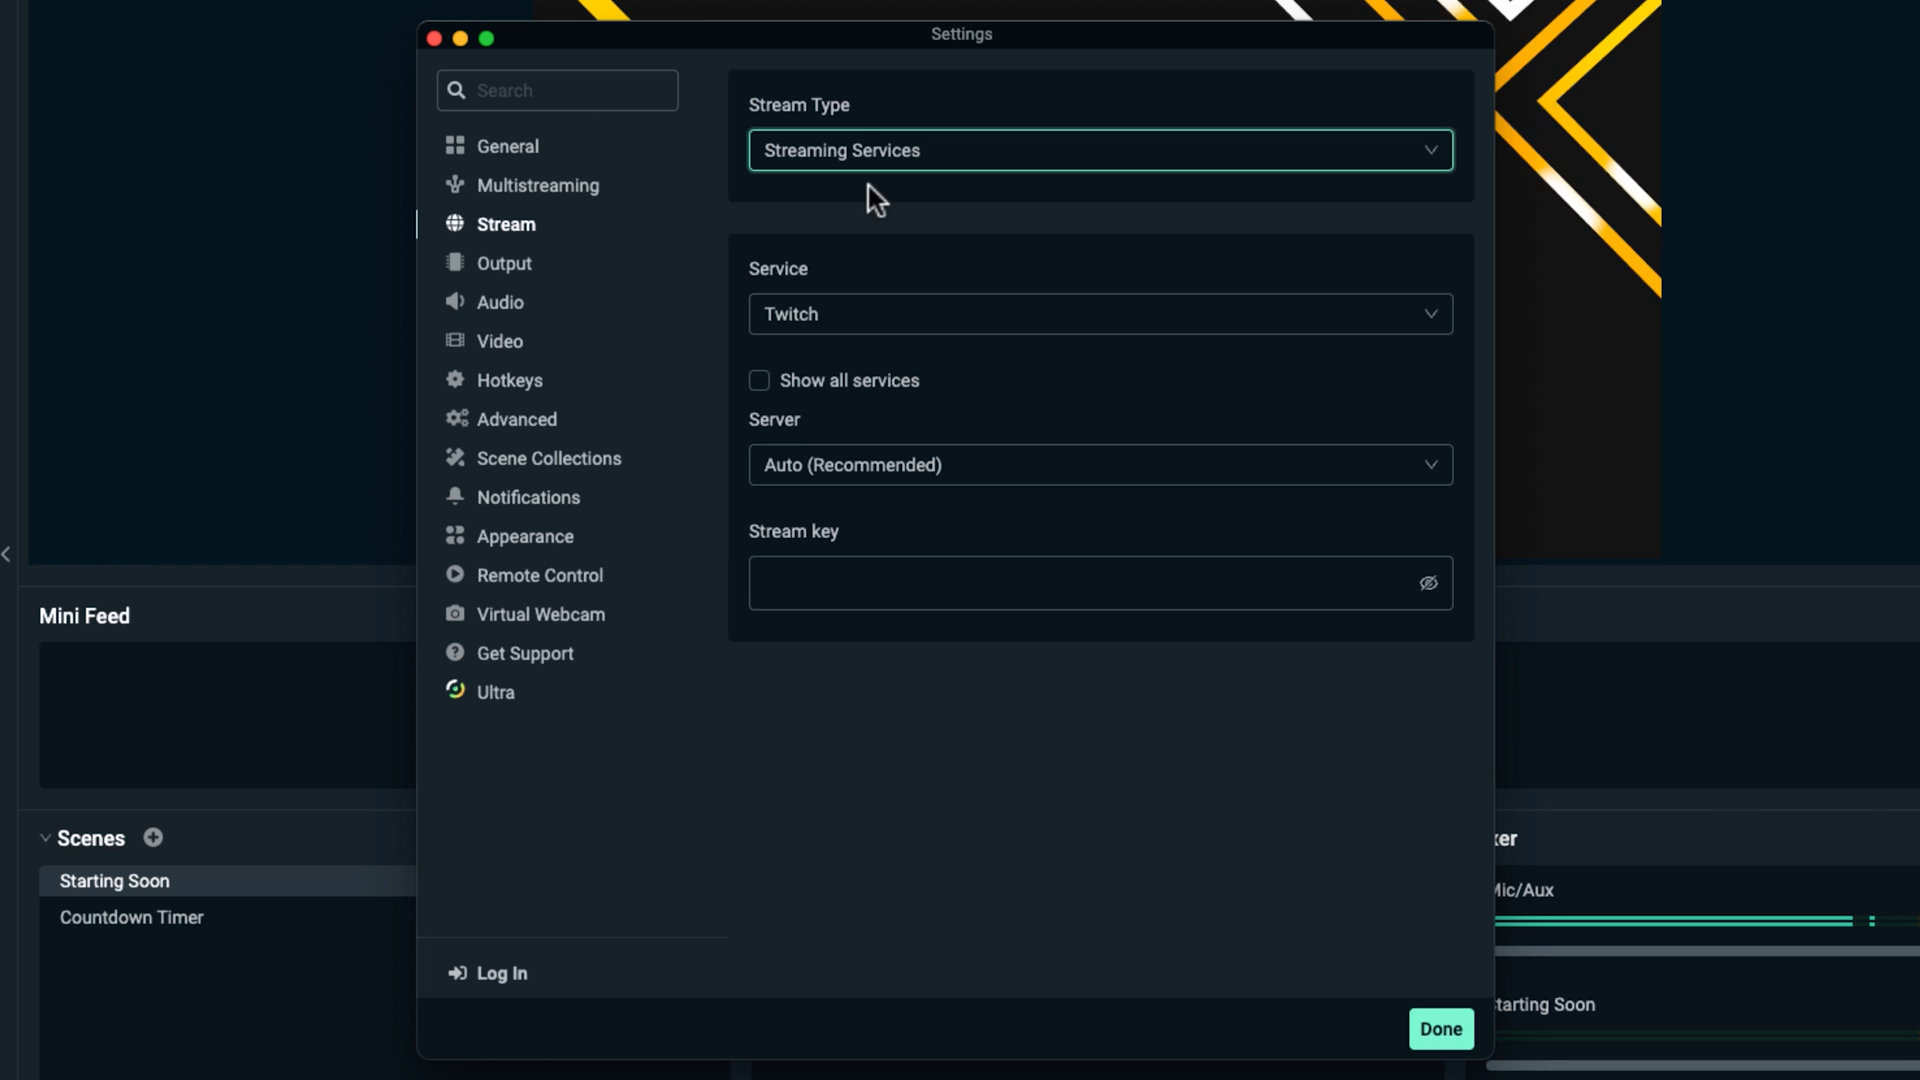 Settings
Search
General
Multistreaming
Stream
Output
Audio
Video
Hotkeys
Advanced
Scene Collections
Notifications
Appearance
Remote Control
Virtual Webcam
Get Support
Ultra
Log In
Stream Type
Streaming Services
Service
Twitch
Show all services
Server
Auto (Recommended)
Stream key
Done
Mini Feed
Scenes
Starting Soon
Countdown Timer
ker
Mic/Aux
Starting Soon